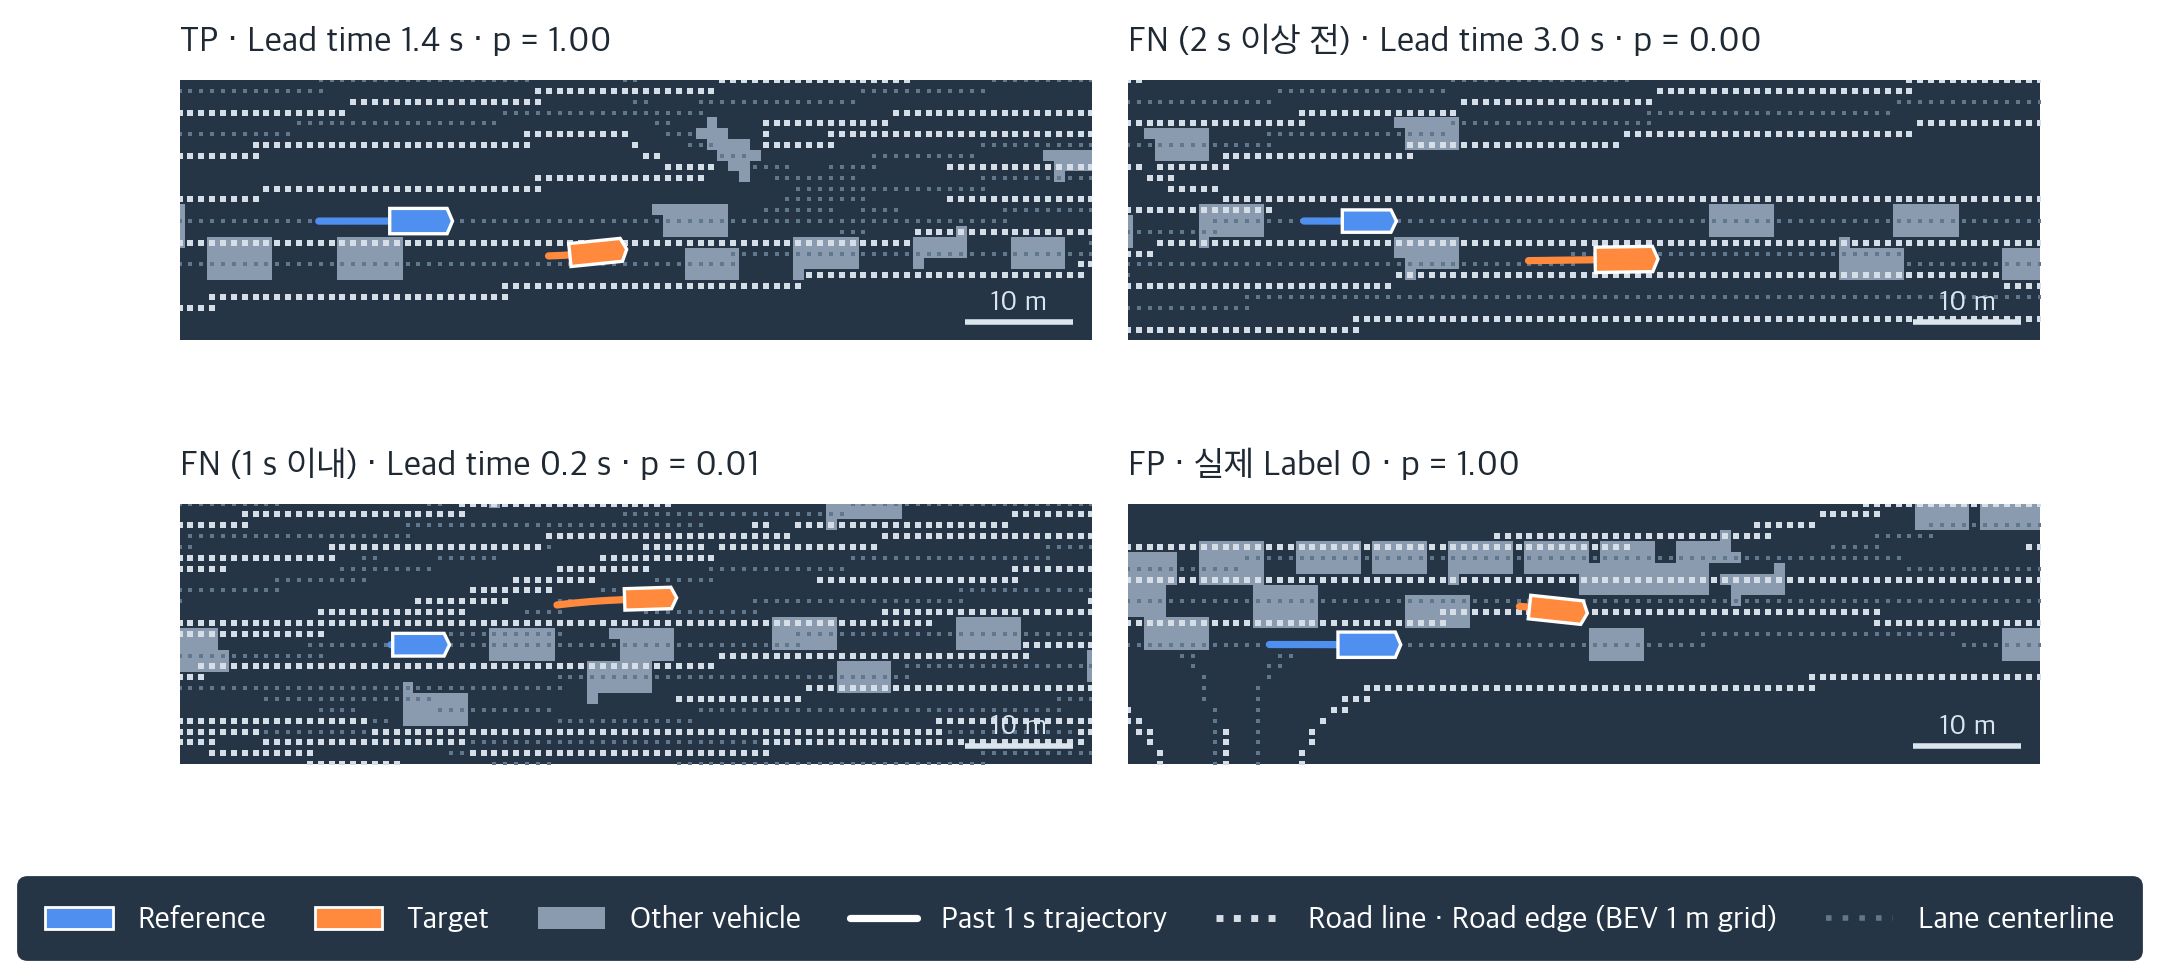 TP · Lead time 1.4 s · p = 1.00
FN (2 s 이상 전) · Lead time 3.0 s · p = 0.00
10 m
10 m
FN (1 s 이내) · Lead time 0.2 s · p = 0.01
FP · 실제 Label 0 · p = 1.00
10 m
10 m
Reference
Target
Other vehicle
Past 1 s trajectory
Road line · Road edge (BEV 1 m grid)
Lane centerline